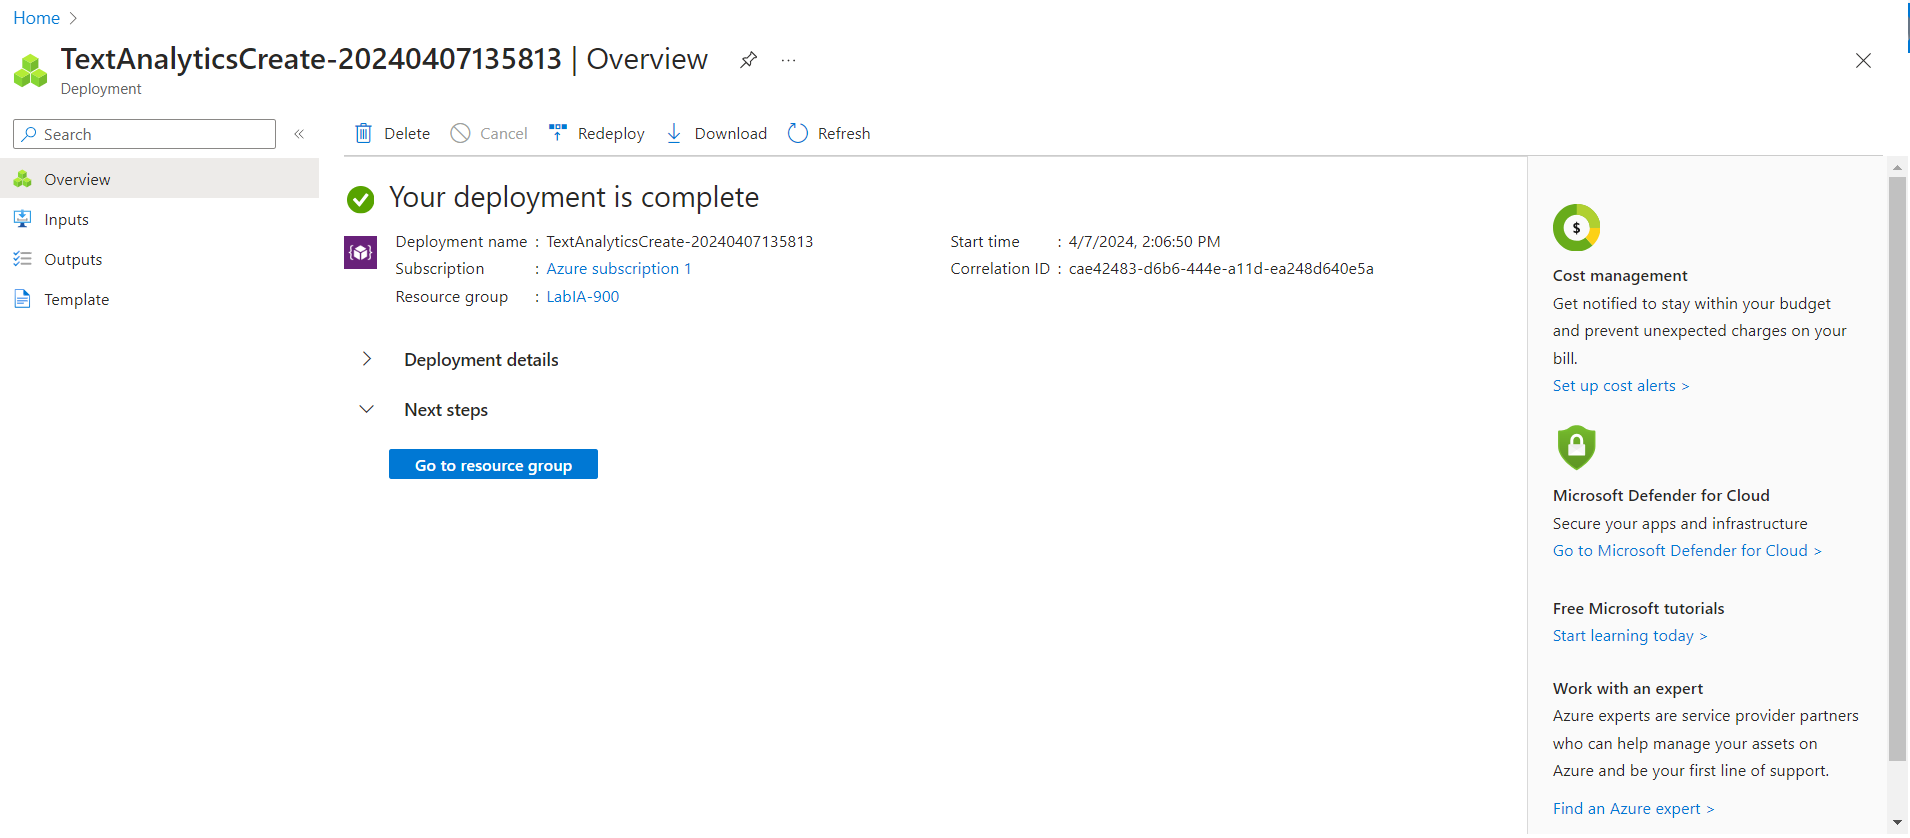 Home
TextAnalyticsCreate-20240407135813 | Overview
Deployment
Search
Overview
Inputs
Outputs
Template
Delete
Cancel
Redeploy
Download
Refresh
Your deployment is complete
Deployment name : TextAnalyticsCreate-20240407135813
Subscription : Azure subscription 1
Resource group : LabIA-900
Start time : 4/7/2024, 2:06:50 PM
Correlation ID : cae42483-d6b6-444e-a11d-ea248d640e5a
Deployment details
Next steps
Go to resource group
$
Cost management
Get notified to stay within your budget
and prevent unexpected charges on your
bill.
Set up cost alerts >
Microsoft Defender for Cloud
Secure your apps and infrastructure
Go to Microsoft Defender for Cloud >
Free Microsoft tutorials
Start learning today >
Work with an expert
Azure experts are service provider partners
who can help manage your assets on
Azure and be your first line of support.
Find an Azure expert >